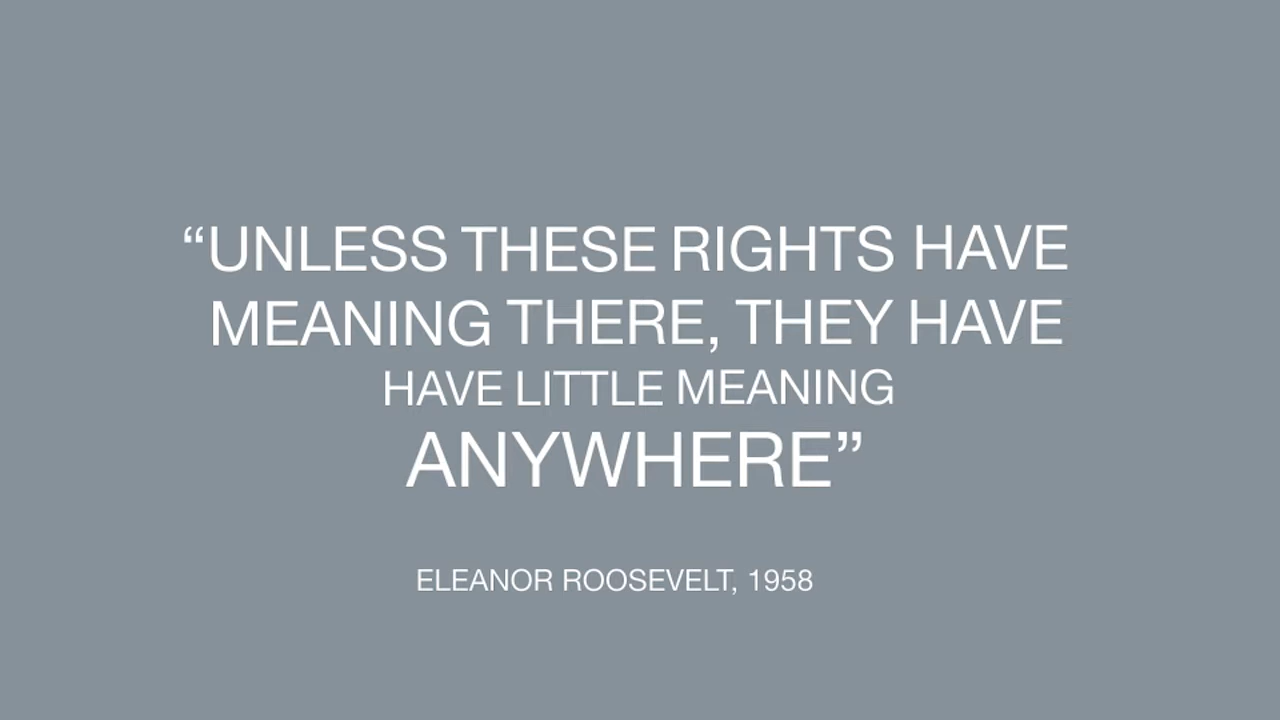 “UNLESS THESE RIGHTS HAVE
MEANING THERE, THEY HAVE
HAVE LITTLE MEANING
ANYWHERE”
ELEANOR ROOSEVELT, 1958